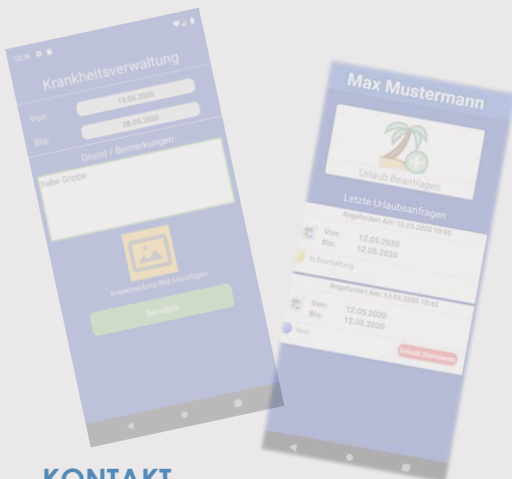 12:38
Krankheitsverwaltung
Von:
13.05.2020
Bis:
28.05.2020
Grund / Bemerkungen
habe Grippe
Krankmeldung Bild hinzufügen
Senden
Max Mustermann
Urlaub Beantragen
Letzte Urlaubsanfragen
Angefordert Am: 12.05.2020 10:55
Von: 12.05.2020
Bis: 12.05.2020
In Bearbeitung
Angefordert Am: 12.05.2020 10:45
Von: 12.05.2020
Bis: 12.05.2020
Neu
Urlaub Stornieren
KONTAKT